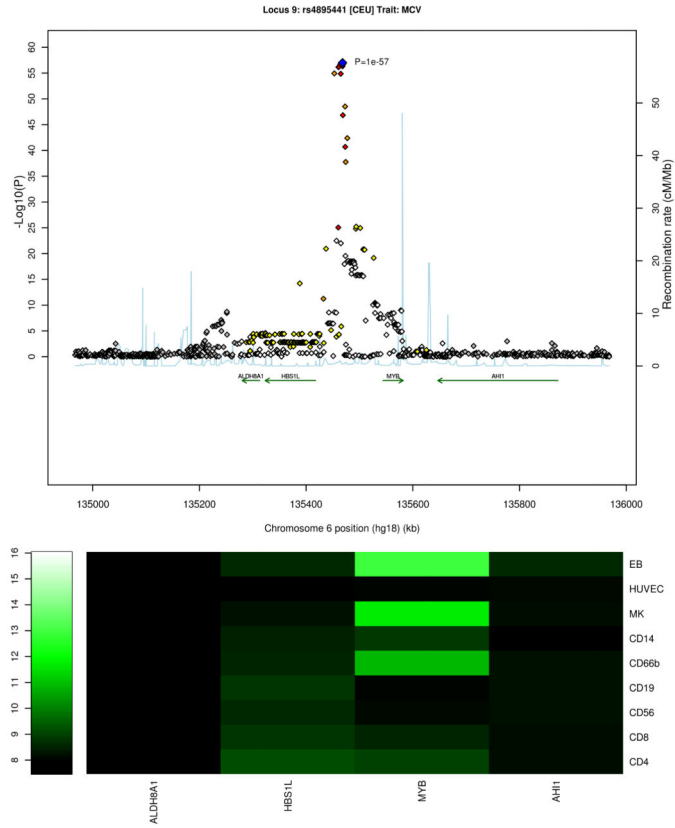 Locus 9: rs4895441 [CEU] Trait: MCV
P=1e-57
60
55
50
45
40
35
30
25
20
15
10
5
0
-Log10(P)
50
40
30
20
10
0
Recombination rate (cM/Mb)
ALDH8A1 HBS1L MYB AHI1
135000 135200 135400 135600 135800 136000
Chromosome 6 position (hg18) (kb)
16
15
14
13
12
11
10
9
8
EB
HUVEC
MK
CD14
CD66b
CD19
CD56
CD8
CD4
ALDH8A1
HBS1L
MYB
AHI1